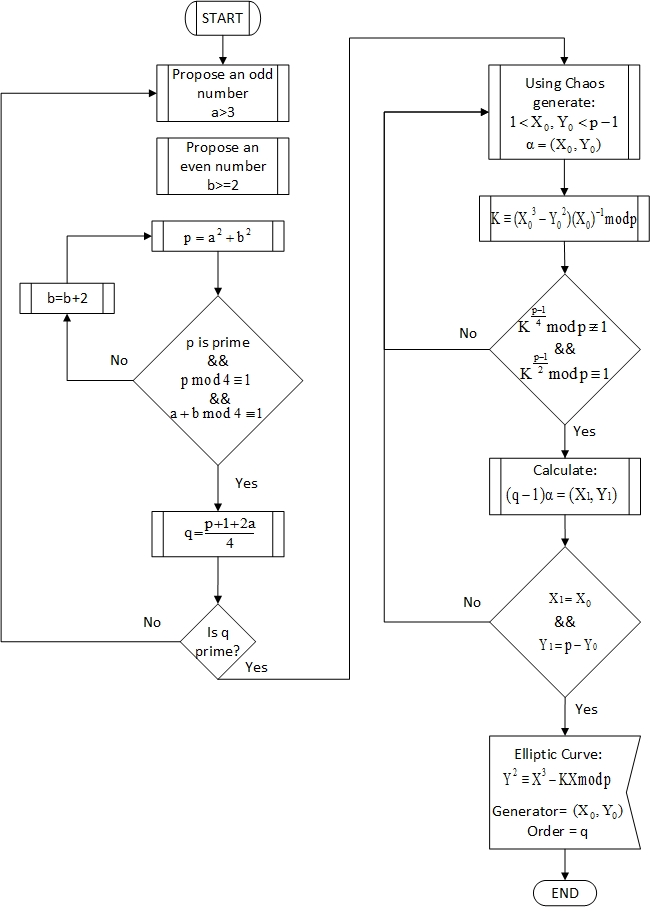 START
Propose an odd
number
a>3
Propose an
even number
b>=2
p = a² + b²
b=b+2
p is prime
&&
p mod 4 ≡ 1
&&
a + b mod 4 ≡ 1
No
Yes
q = (p+1+2a)/4
Is q
prime?
No
Yes
Using Chaos
generate:
1 < X₀, Y₀ < p − 1
α = (X₀, Y₀)
K ≡ (X₀³ − Y₀²)(X₀)⁻¹ mod p
K^((p−1)/4) mod p ≢ 1
&&
K^((p−1)/2) mod p ≡ 1
No
Yes
Calculate:
(q − 1)α = (X₁, Y₁)
X₁ = X₀
&&
Y₁ = p − Y₀
No
Yes
Elliptic Curve:
Y² ≡ X³ − KX mod p
Generator= (X₀, Y₀)
Order = q
END